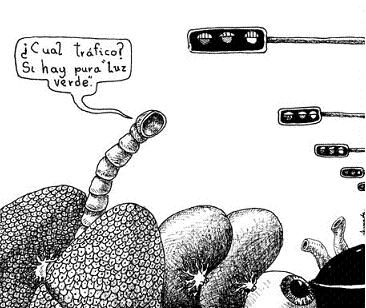 ¿Cual tráfico?
Si hay pura "Luz
verde".